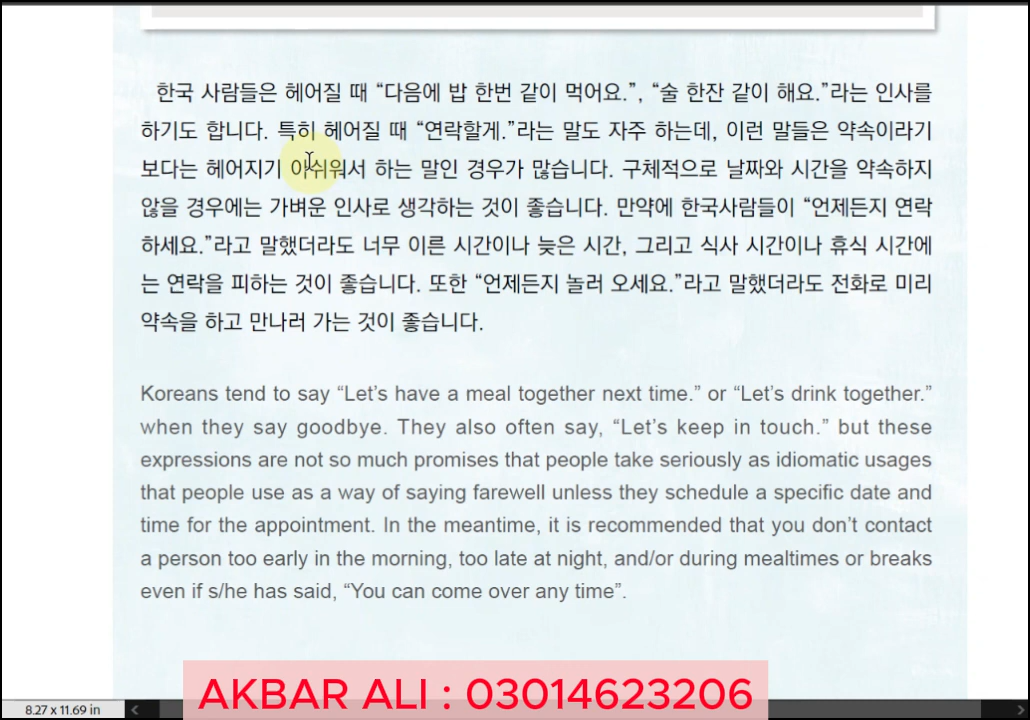 한국 사람들은 헤어질 때 “다음에 밥 한번 같이 먹어요.”, “술 한잔 같이 해요.”라는 인사를
하기도 합니다. 특히 헤어질 때 “연락할게.”라는 말도 자주 하는데, 이런 말들은 약속이라기
보다는 헤어지기 아쉬워서 하는 말인 경우가 많습니다. 구체적으로 날짜와 시간을 약속하지
않을 경우에는 가벼운 인사로 생각하는 것이 좋습니다. 만약에 한국사람들이 “언제든지 연락
하세요.”라고 말했더라도 너무 이른 시간이나 늦은 시간, 그리고 식사 시간이나 휴식 시간에
는 연락을 피하는 것이 좋습니다. 또한 “언제든지 놀러 오세요.”라고 말했더라도 전화로 미리
약속을 하고 만나러 가는 것이 좋습니다.
Koreans tend to say “Let’s have a meal together next time.” or “Let’s drink together.”
when they say goodbye. They also often say, “Let’s keep in touch.” but these
expressions are not so much promises that people take seriously as idiomatic usages
that people use as a way of saying farewell unless they schedule a specific date and
time for the appointment. In the meantime, it is recommended that you don’t contact
a person too early in the morning, too late at night, and/or during mealtimes or breaks
even if s/he has said, “You can come over any time”.
AKBAR ALI : 03014623206
8.27 x 11.69 in